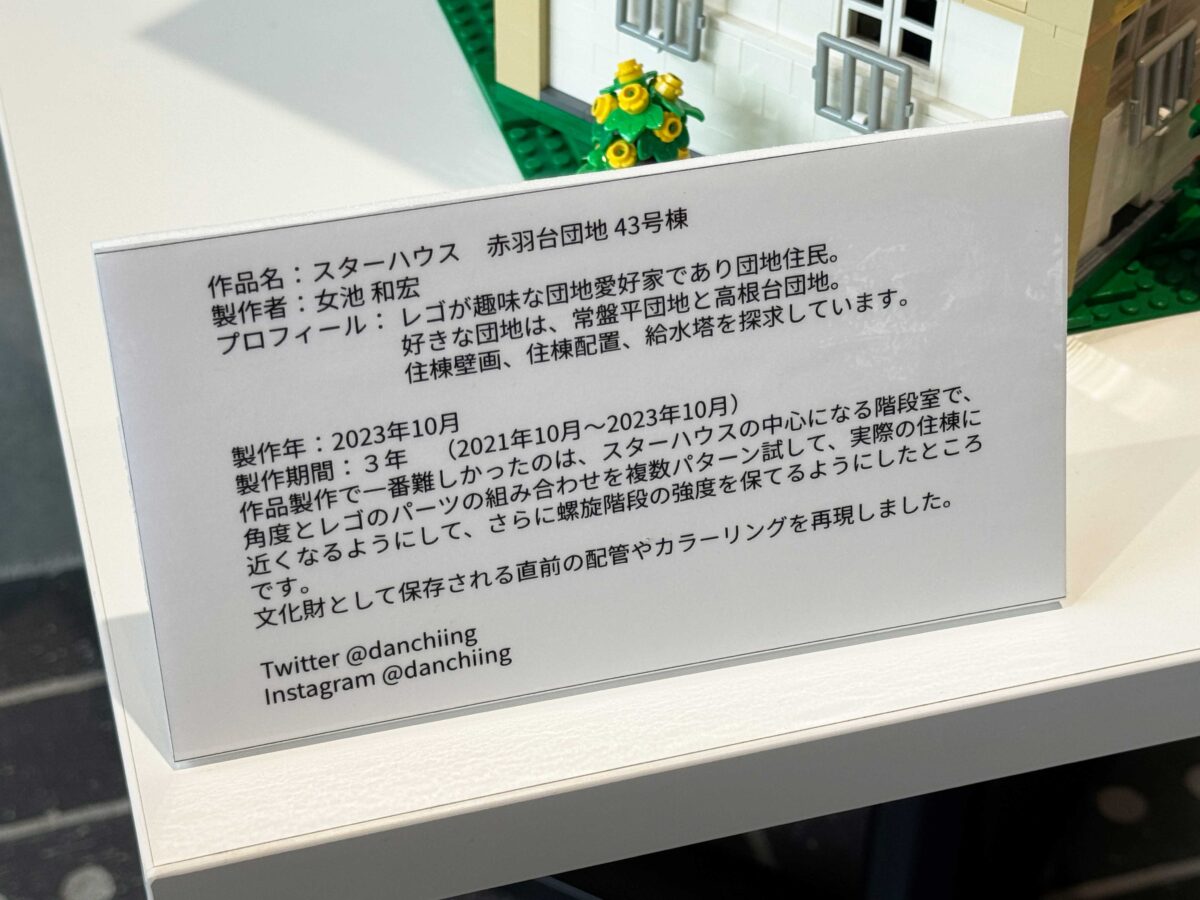 作品名：スターハウス　赤羽台団地 43号棟
製作者：女池 和宏
プロフィール：レゴが趣味な団地愛好家であり団地住民。
好きな団地は、常盤平団地と高根台団地。
住棟壁画、住棟配置、給水塔を探求しています。
製作年：2023年10月
製作期間：３年　（2021年10月～2023年10月）
作品製作で一番難しかったのは、スターハウスの中心になる階段室で、
角度とレゴのパーツの組み合わせを複数パターン試して、実際の住棟に
近くなるようにして、さらに螺旋階段の強度を保てるようにしたところ
です。
文化財として保存される直前の配管やカラーリングを再現しました。
Twitter @danchiing
Instagram @danchiing